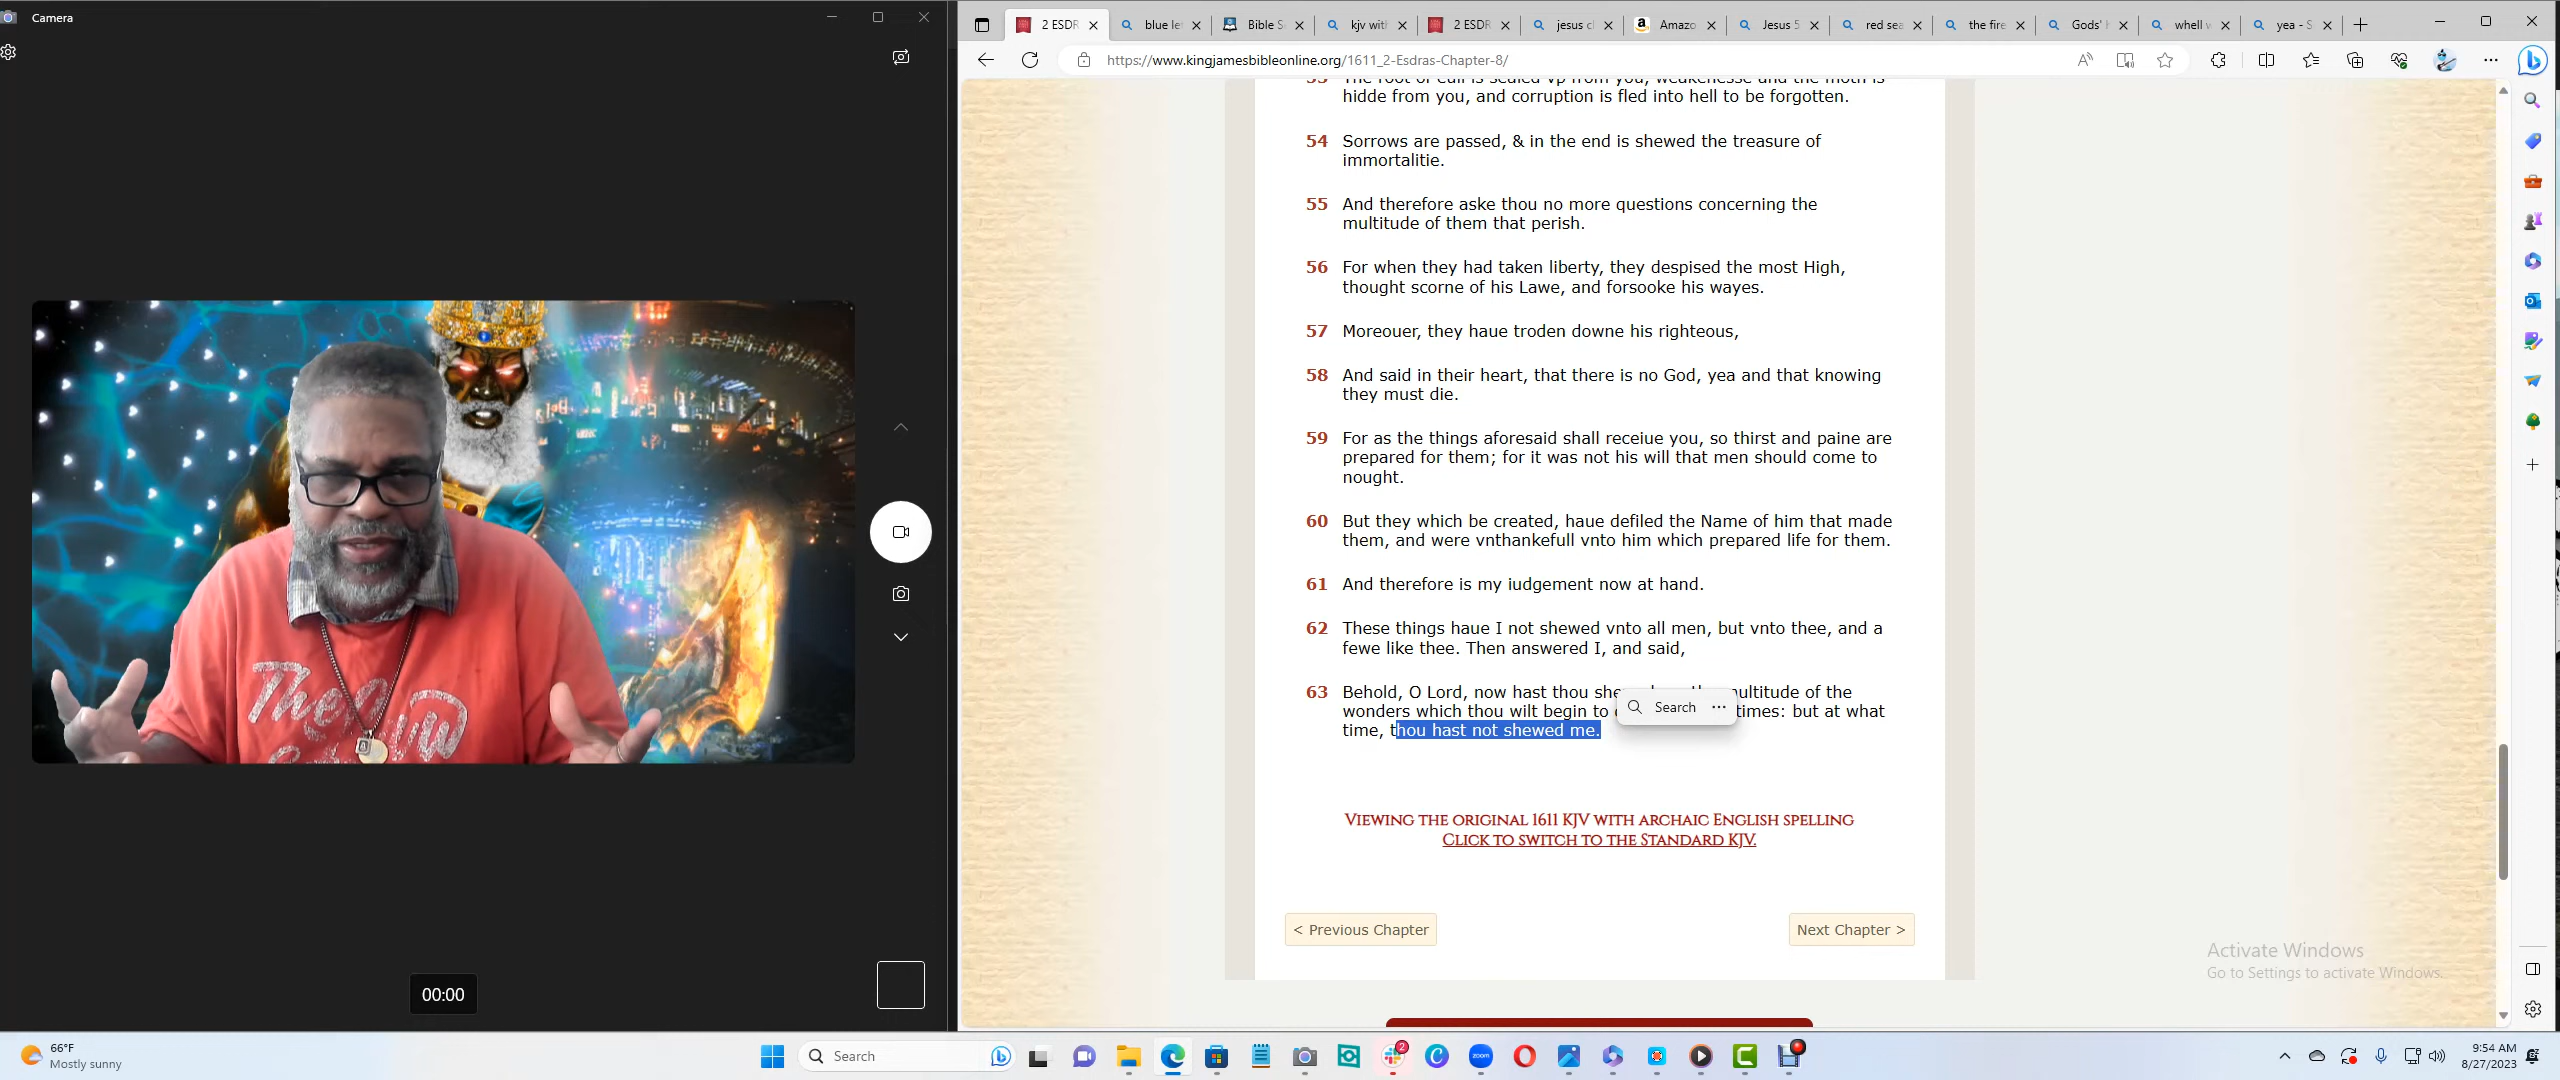 Camera
2 ESDR
blue le
Bible S
kjv wit
2 ESDR
jesus c
Amazo
Jesus 5
red sea
the fire
Gods'
whell v
yea - S
https://www.kingjamesbibleonline.org/1611_2-Esdras-Chapter-8/
hidde from you, and corruption is fled into hell to be forgotten.
54 Sorrows are passed, & in the end is shewed the treasure of
immortalitie.
55 And therefore aske thou no more questions concerning the
multitude of them that perish.
56 For when they had taken liberty, they despised the most High,
thought scorne of his Lawe, and forsooke his wayes.
57 Moreouer, they haue troden downe his righteous,
58 And said in their heart, that there is no God, yea and that knowing
they must die.
59 For as the things aforesaid shall receiue you, so thirst and paine are
prepared for them; for it was not his will that men should come to
nought.
60 But they which be created, haue defiled the Name of him that made
them, and were vnthankefull vnto him which prepared life for them.
61 And therefore is my iudgement now at hand.
62 These things haue I not shewed vnto all men, but vnto thee, and a
fewe like thee. Then answered I, and said,
63 Behold, O Lord, now hast thou multitude of the
wonders which thou wilt begin to times: but at what
time, thou hast not shewed me.
Search
VIEWING THE ORIGINAL 1611 KJV WITH ARCHAIC ENGLISH SPELLING
CLICK TO SWITCH TO THE STANDARD KJV.
< Previous Chapter
Next Chapter >
Activate Windows
Go to Settings to activate Windows.
00:00
66°F
Mostly sunny
Search
zoom
2
9:54 AM
8/27/2023